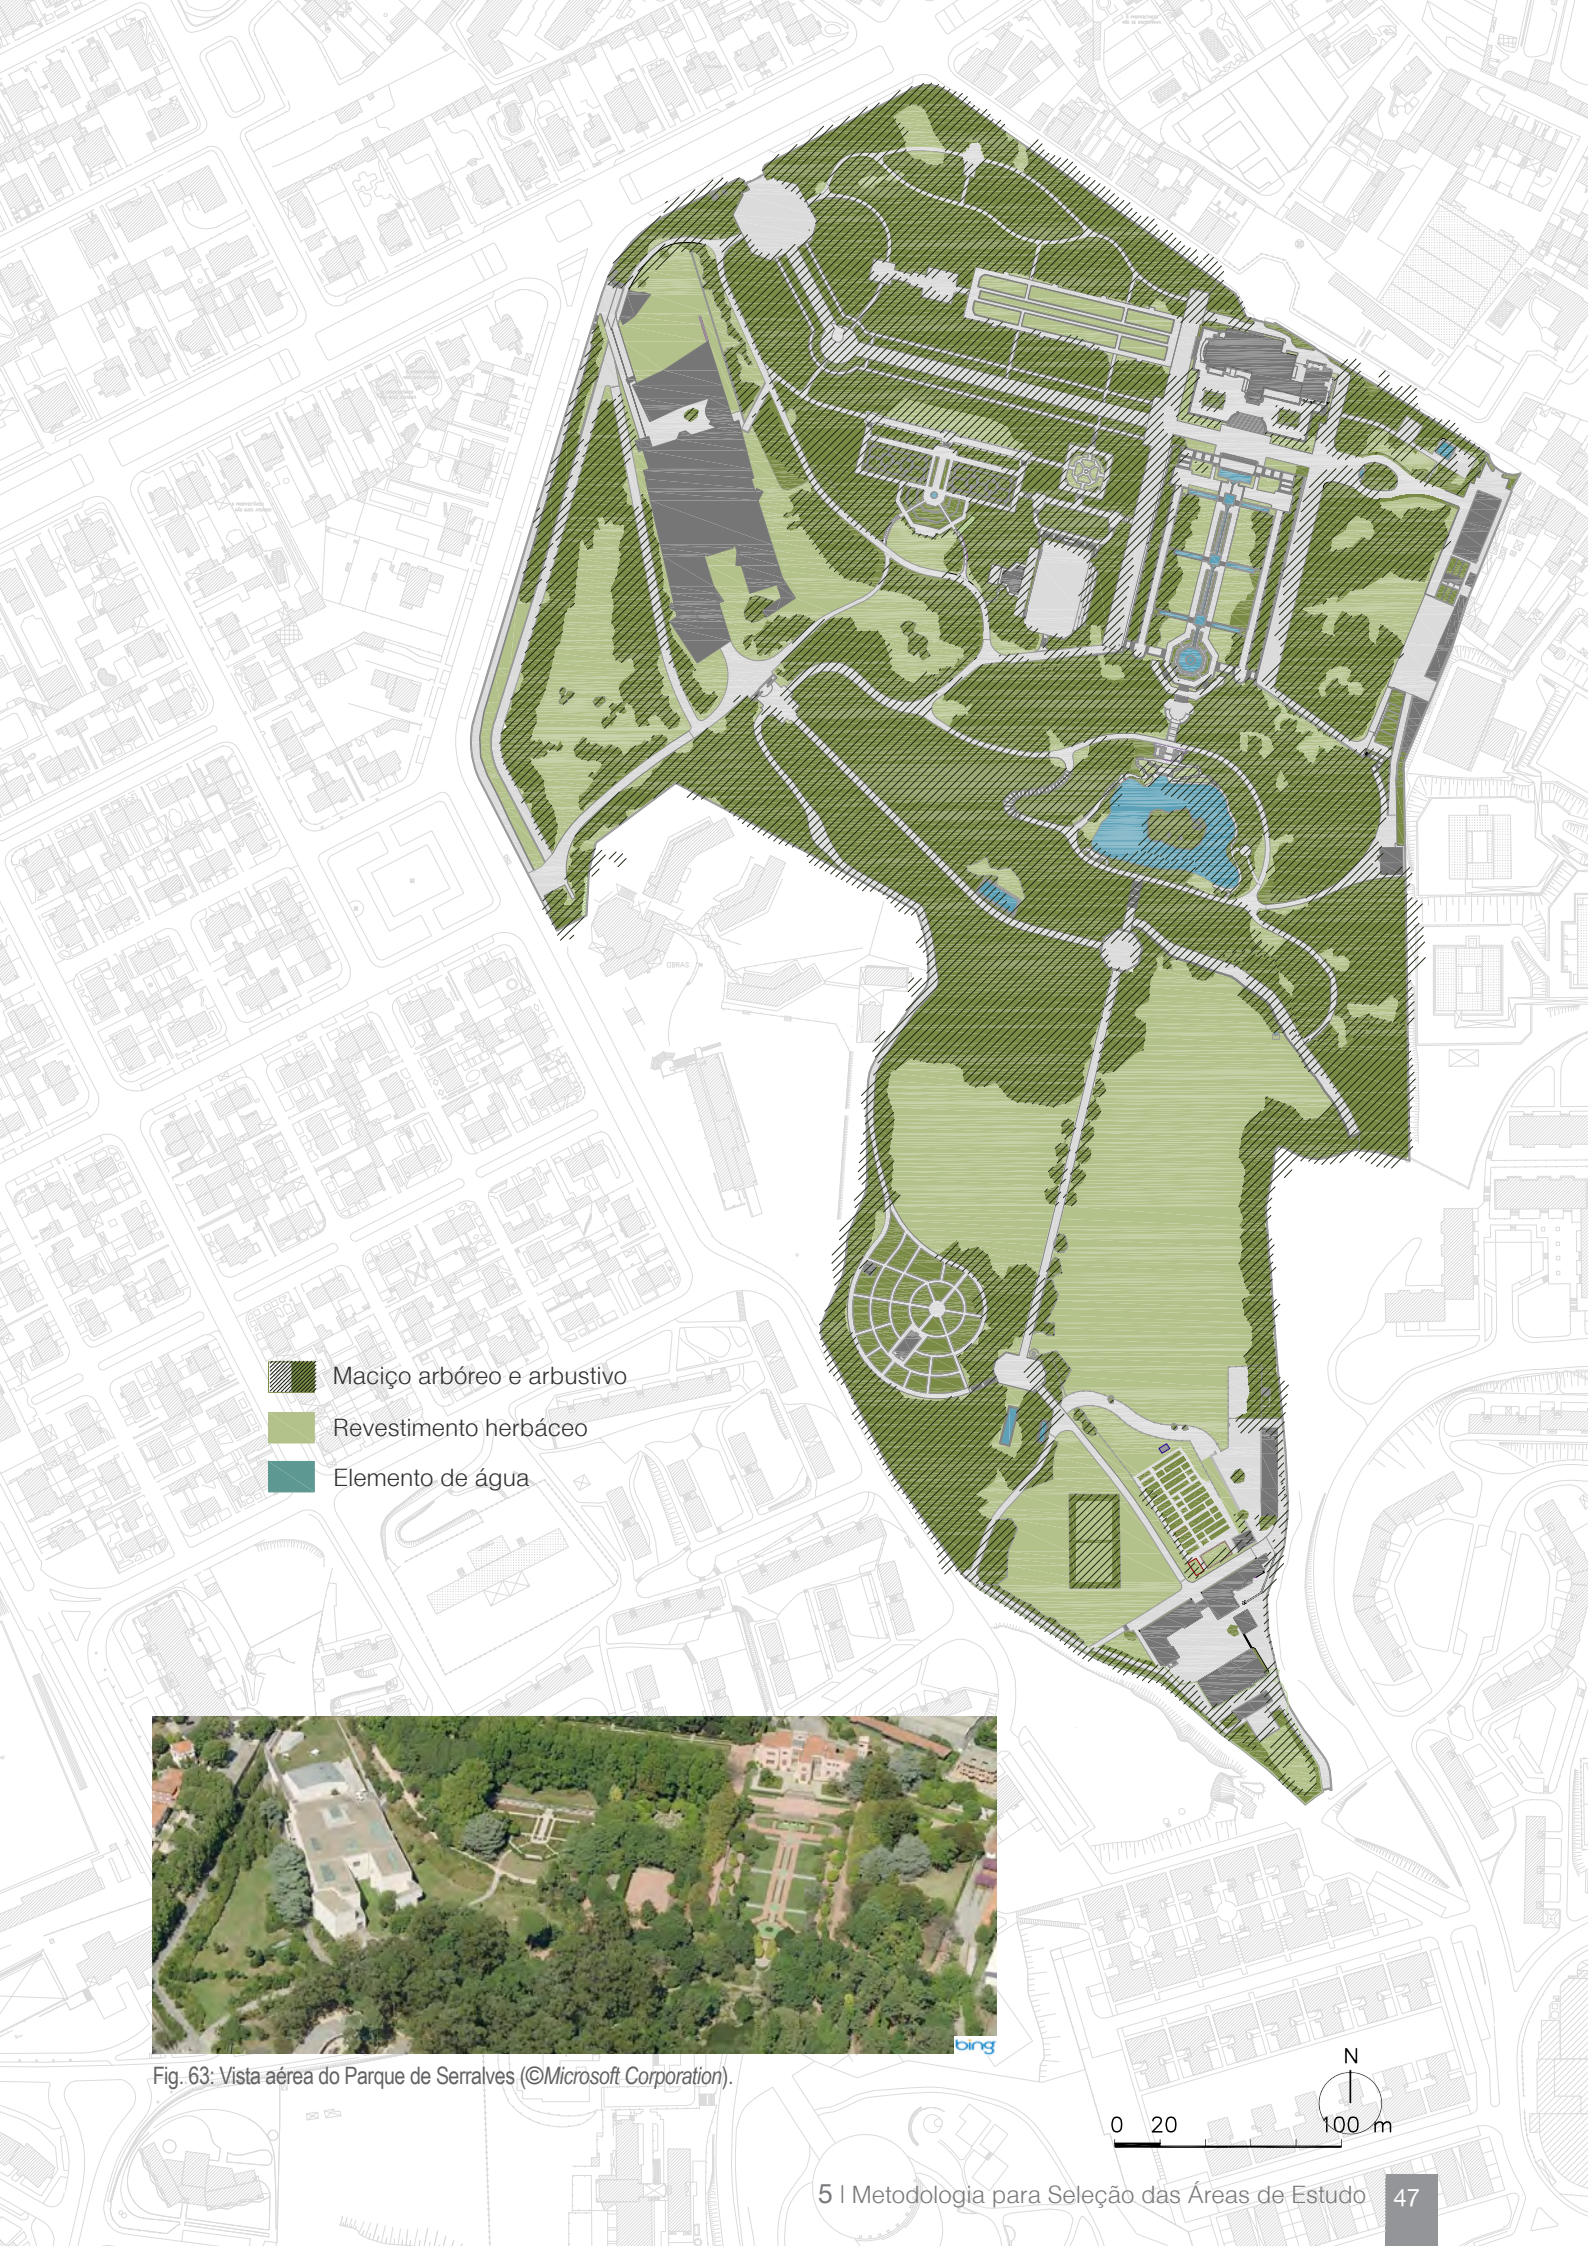 OBRAS
Maciço arbóreo e arbustivo
Revestimento herbáceo
Elemento de água
bing
Fig. 63: Vista aérea do Parque de Serralves (©Microsoft Corporation).
N
0 20 100 m
5 | Metodologia para Seleção das Áreas de Estudo 47